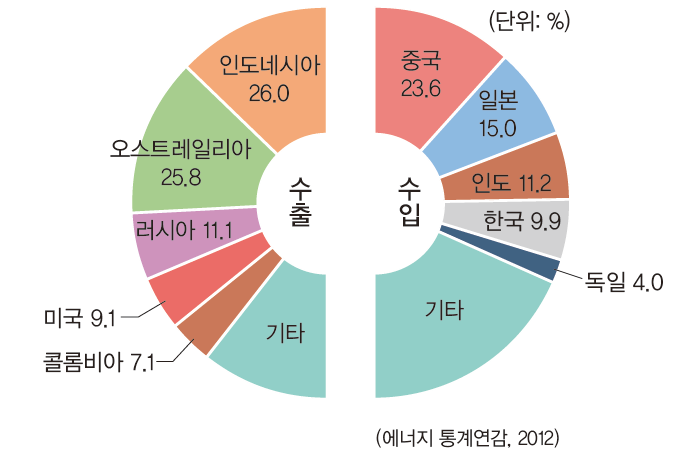 (단위: %)
인도네시아
26.0
오스트레일리아
25.8
러시아 11.1
미국 9.1
콜롬비아 7.1
기타
수출
중국
23.6
일본
15.0
인도 11.2
한국 9.9
독일 4.0
기타
수입
(에너지 통계연감, 2012)